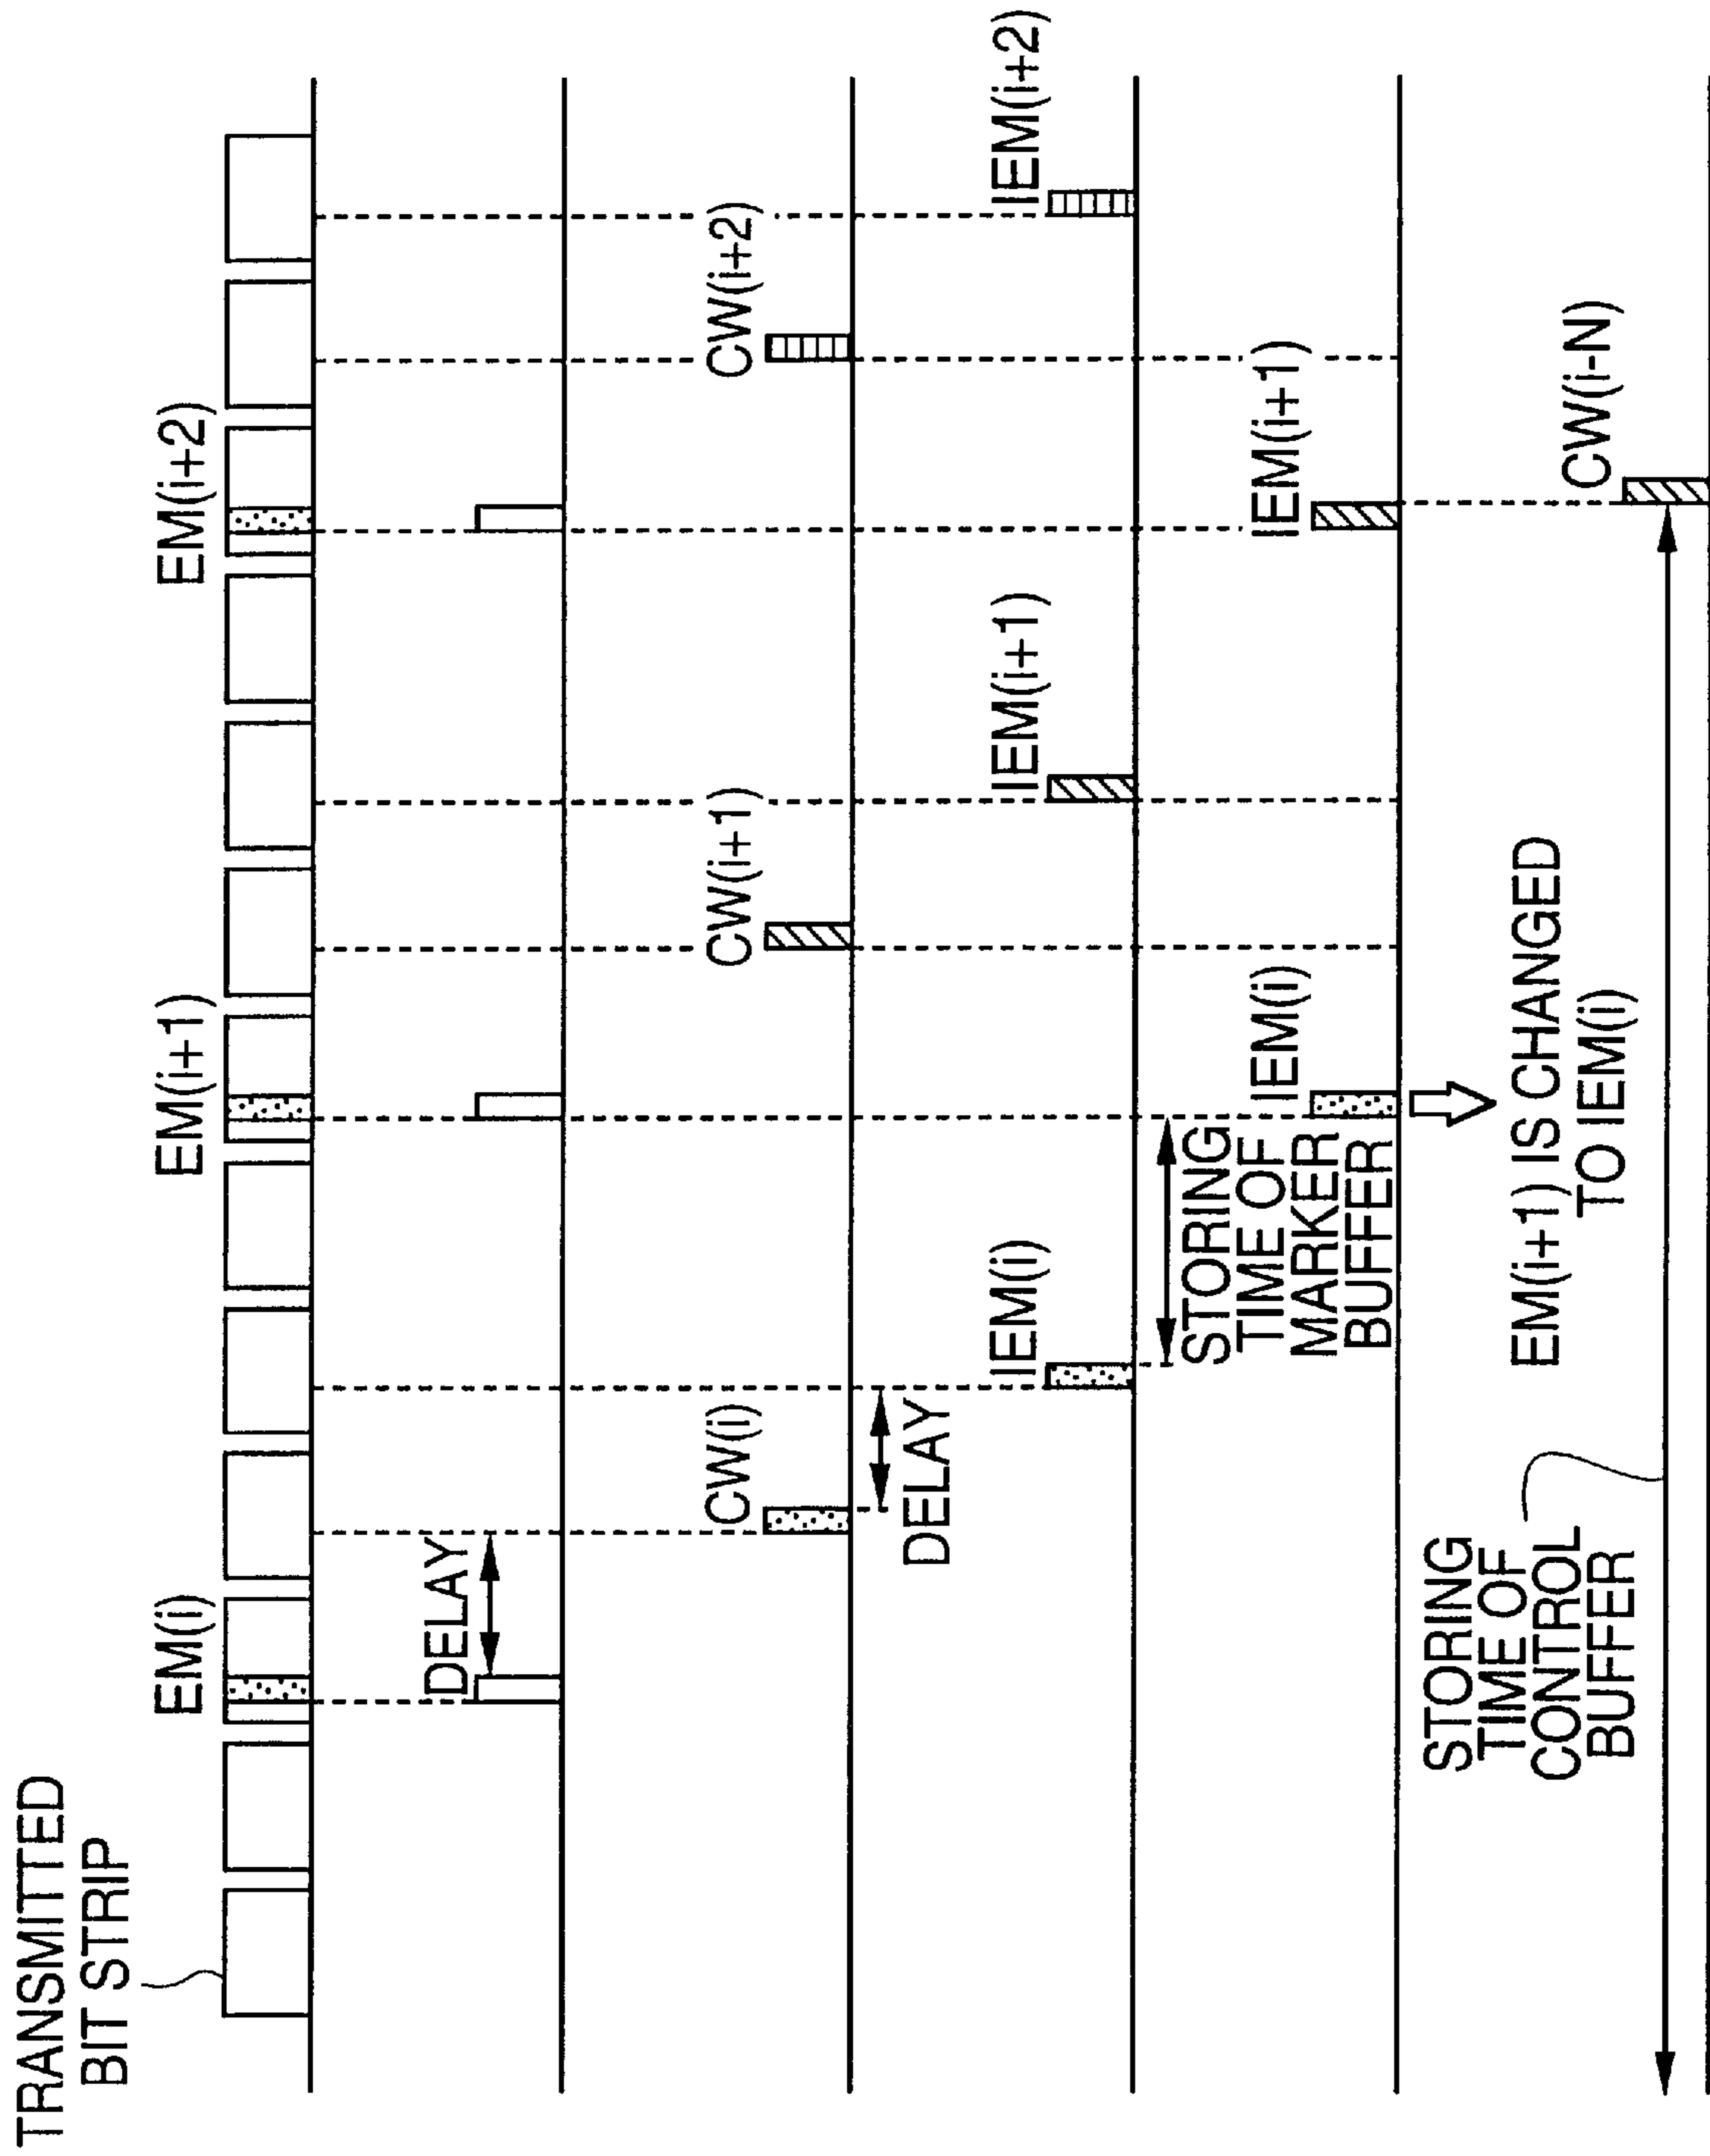 TRANSMITTED
BIT STRIP
EM(i)
EM(i+1)
EM(i+2)
DELAY
CW(i)
CW(i+1)
CW(i+2)
DELAY
IEM(i)
IEM(i+1)
IEM(i+2)
STORING
TIME OF
MARKER
BUFFER
IEM(i)
IEM(i+1)
STORING
TIME OF
CONTROL
BUFFER
EM(i+1) IS CHANGED
TO IEM(i)
CW(i-N)